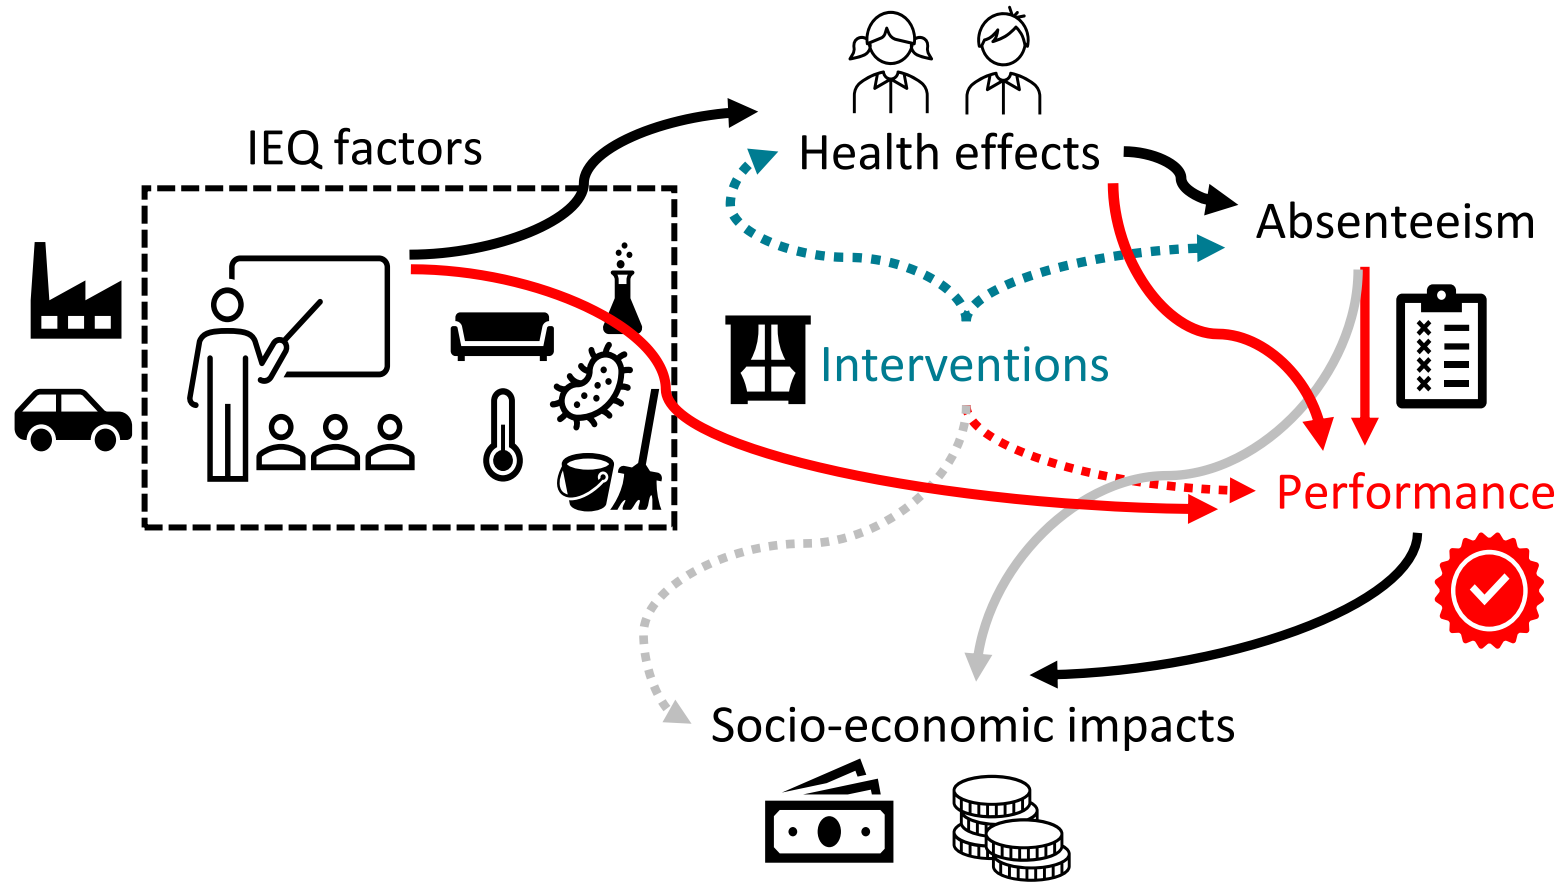 IEQ factors
Health effects
Absenteeism
Interventions
Performance
Socio-economic impacts